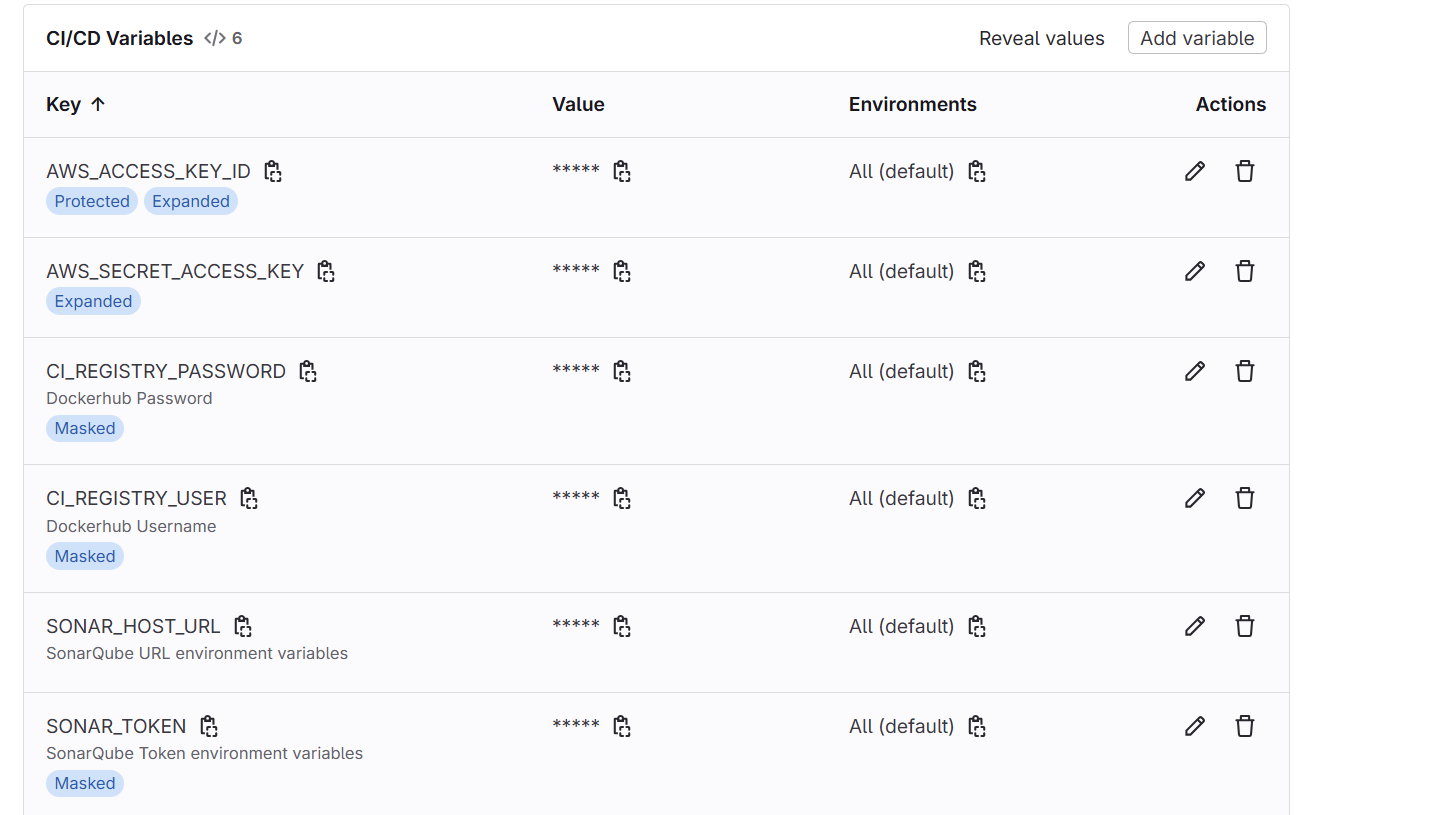 CI/CD Variables </> 6 Reveal values Add variable
Key ↑ Value Environments Actions
AWS_ACCESS_KEY_ID ***** All (default)
Protected Expanded
AWS_SECRET_ACCESS_KEY ***** All (default)
Expanded
CI_REGISTRY_PASSWORD ***** All (default)
Dockerhub Password
Masked
CI_REGISTRY_USER ***** All (default)
Dockerhub Username
Masked
SONAR_HOST_URL ***** All (default)
SonarQube URL environment variables
SONAR_TOKEN ***** All (default)
SonarQube Token environment variables
Masked